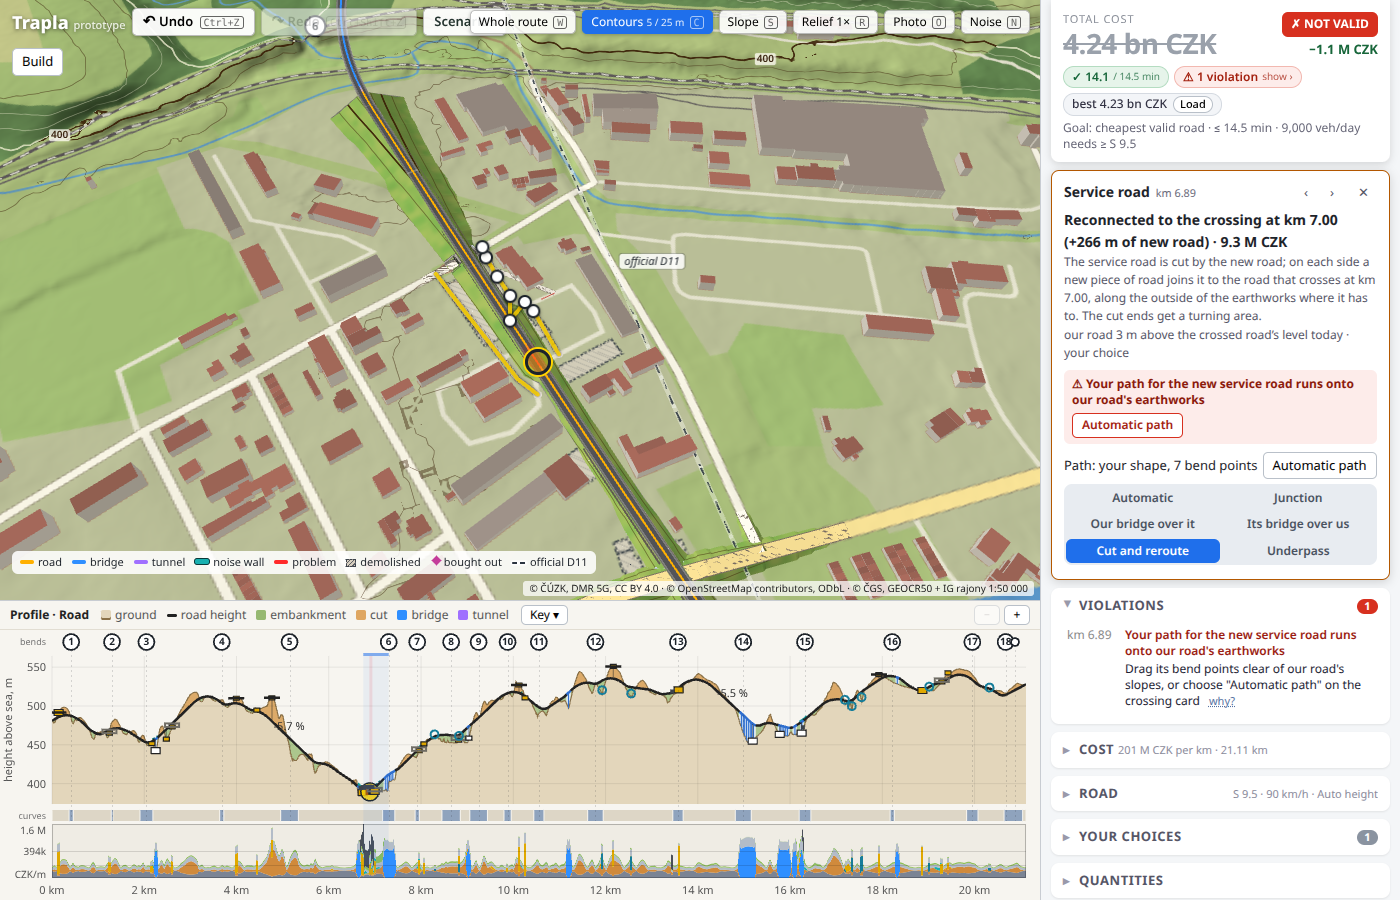 Trapla prototype
↶ Undo Ctrl+Z
Scena
Whole route W
Contours 5 / 25 m C
Slope S
Relief 1× R
Photo O
Noise N
Build
6
400
400
official D11
road
bridge
tunnel
noise wall
problem
demolished
bought out
official D11
© ČÚZK, DMR 5G, CC BY 4.0 · © OpenStreetMap contributors, ODbL · © ČGS, GEOCR50 + IG rajony 1:50 000
TOTAL COST
✗ NOT VALID
4.24 bn CZK
−1.1 M CZK
✓ 14.1 / 14.5 min
⚠ 1 violation show ›
best 4.23 bn CZK Load
Goal: cheapest valid road · ≤ 14.5 min · 9,000 veh/day
needs ≥ S 9.5
Service road km 6.89 ‹ › ✕
Reconnected to the crossing at km 7.00
(+266 m of new road) · 9.3 M CZK
The service road is cut by the new road; on each side a
new piece of road joins it to the road that crosses at km
7.00, along the outside of the earthworks where it has
to. The cut ends get a turning area.
our road 3 m above the crossed road's level today ·
your choice
⚠ Your path for the new service road runs onto
our road's earthworks
Automatic path
Path: your shape, 7 bend points
Automatic path
Automatic
Junction
Our bridge over it
Its bridge over us
Cut and reroute
Underpass
▼ VIOLATIONS 1
km 6.89
Your path for the new service road runs
onto our road's earthworks
Drag its bend points clear of our road's
slopes, or choose "Automatic path" on the
crossing card why?
▶ COST 201 M CZK per km · 21.11 km
▶ ROAD S 9.5 · 90 km/h · Auto height
▶ YOUR CHOICES 1
▶ QUANTITIES
Profile · Road
ground
road height
embankment
cut
bridge
tunnel
Key ▾
− +
bends 1 2 3 4 5 6 7 8 9 10 11 12 13 14 15 16 17 18
height above sea, m
550
500
450
400
5.5 %
curves
1.6 M
394k
CZK/m
0 km 2 km 4 km 6 km 8 km 10 km 12 km 14 km 16 km 18 km 20 km